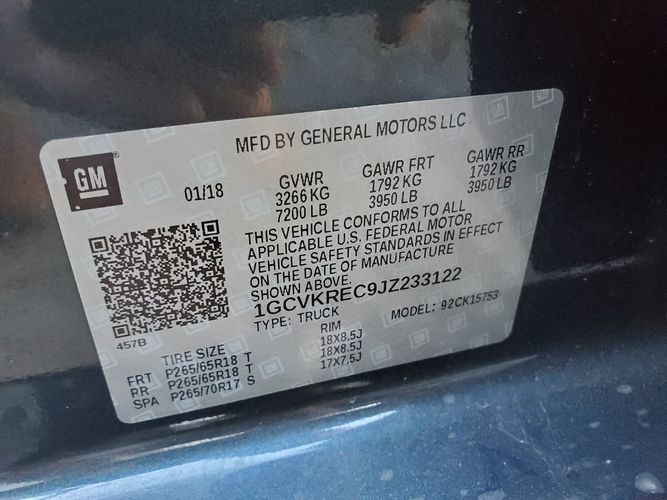 MFD BY GENERAL MOTORS LLC
GM
®
01/18
GVWR GAWR FRT GAWR RR
3266 KG 1792 KG 1792 KG
7200 LB 3950 LB 3950 LB
THIS VEHICLE CONFORMS TO ALL
APPLICABLE U.S. FEDERAL MOTOR
VEHICLE SAFETY STANDARDS IN EFFECT
ON THE DATE OF MANUFACTURE
SHOWN ABOVE.
1GCVKREC9JZ233122
TYPE: TRUCK MODEL: 92CK15753
457B
TIRE SIZE RIM
FRT P265/65R18 T 18X8.5J
RR P265/65R18 T 18X8.5J
SPA P265/70R17 S 17X7.5J